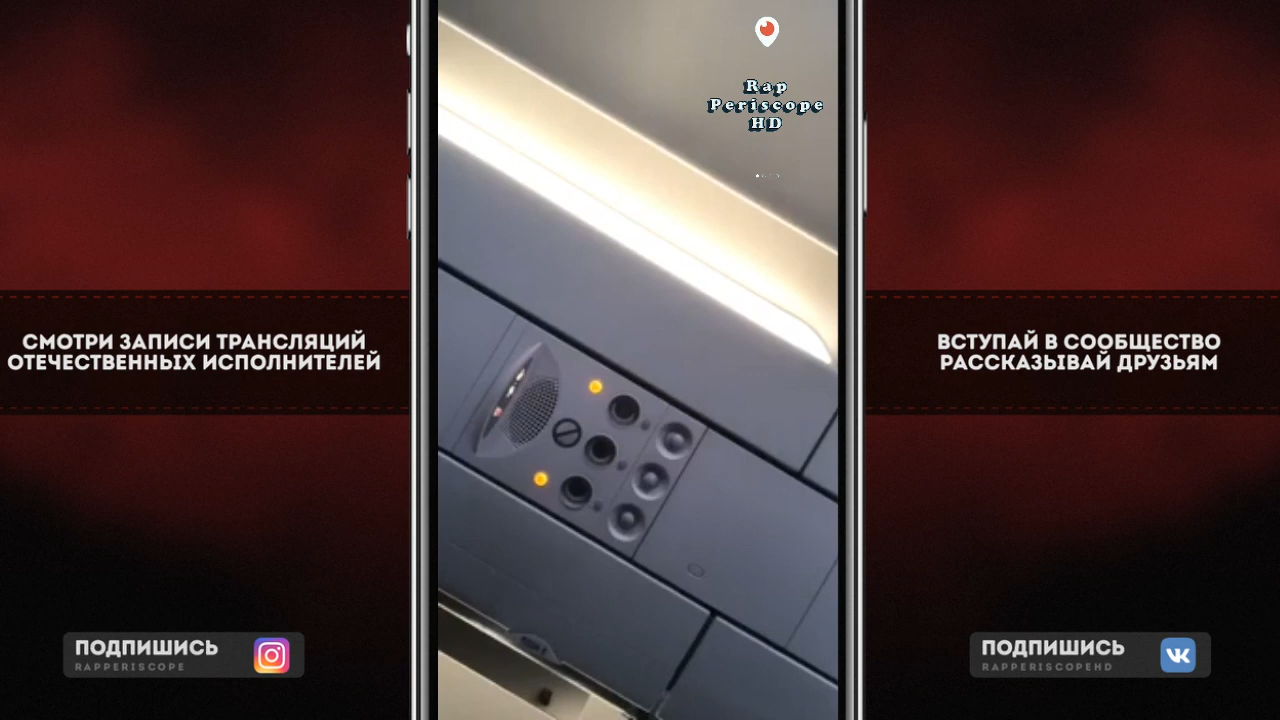 Rap
Periscope
HD
СМОТРИ ЗАПИСИ ТРАНСЛЯЦИЙ
ОТЕЧЕСТВЕННЫХ ИСПОЛНИТЕЛЕЙ
ВСТУПАЙ В СООБЩЕСТВО
РАССКАЗЫВАЙ ДРУЗЬЯМ
ПОДПИШИСЬ
RAPPERISCOPE
ПОДПИШИСЬ
RAPPERISCOPEHD